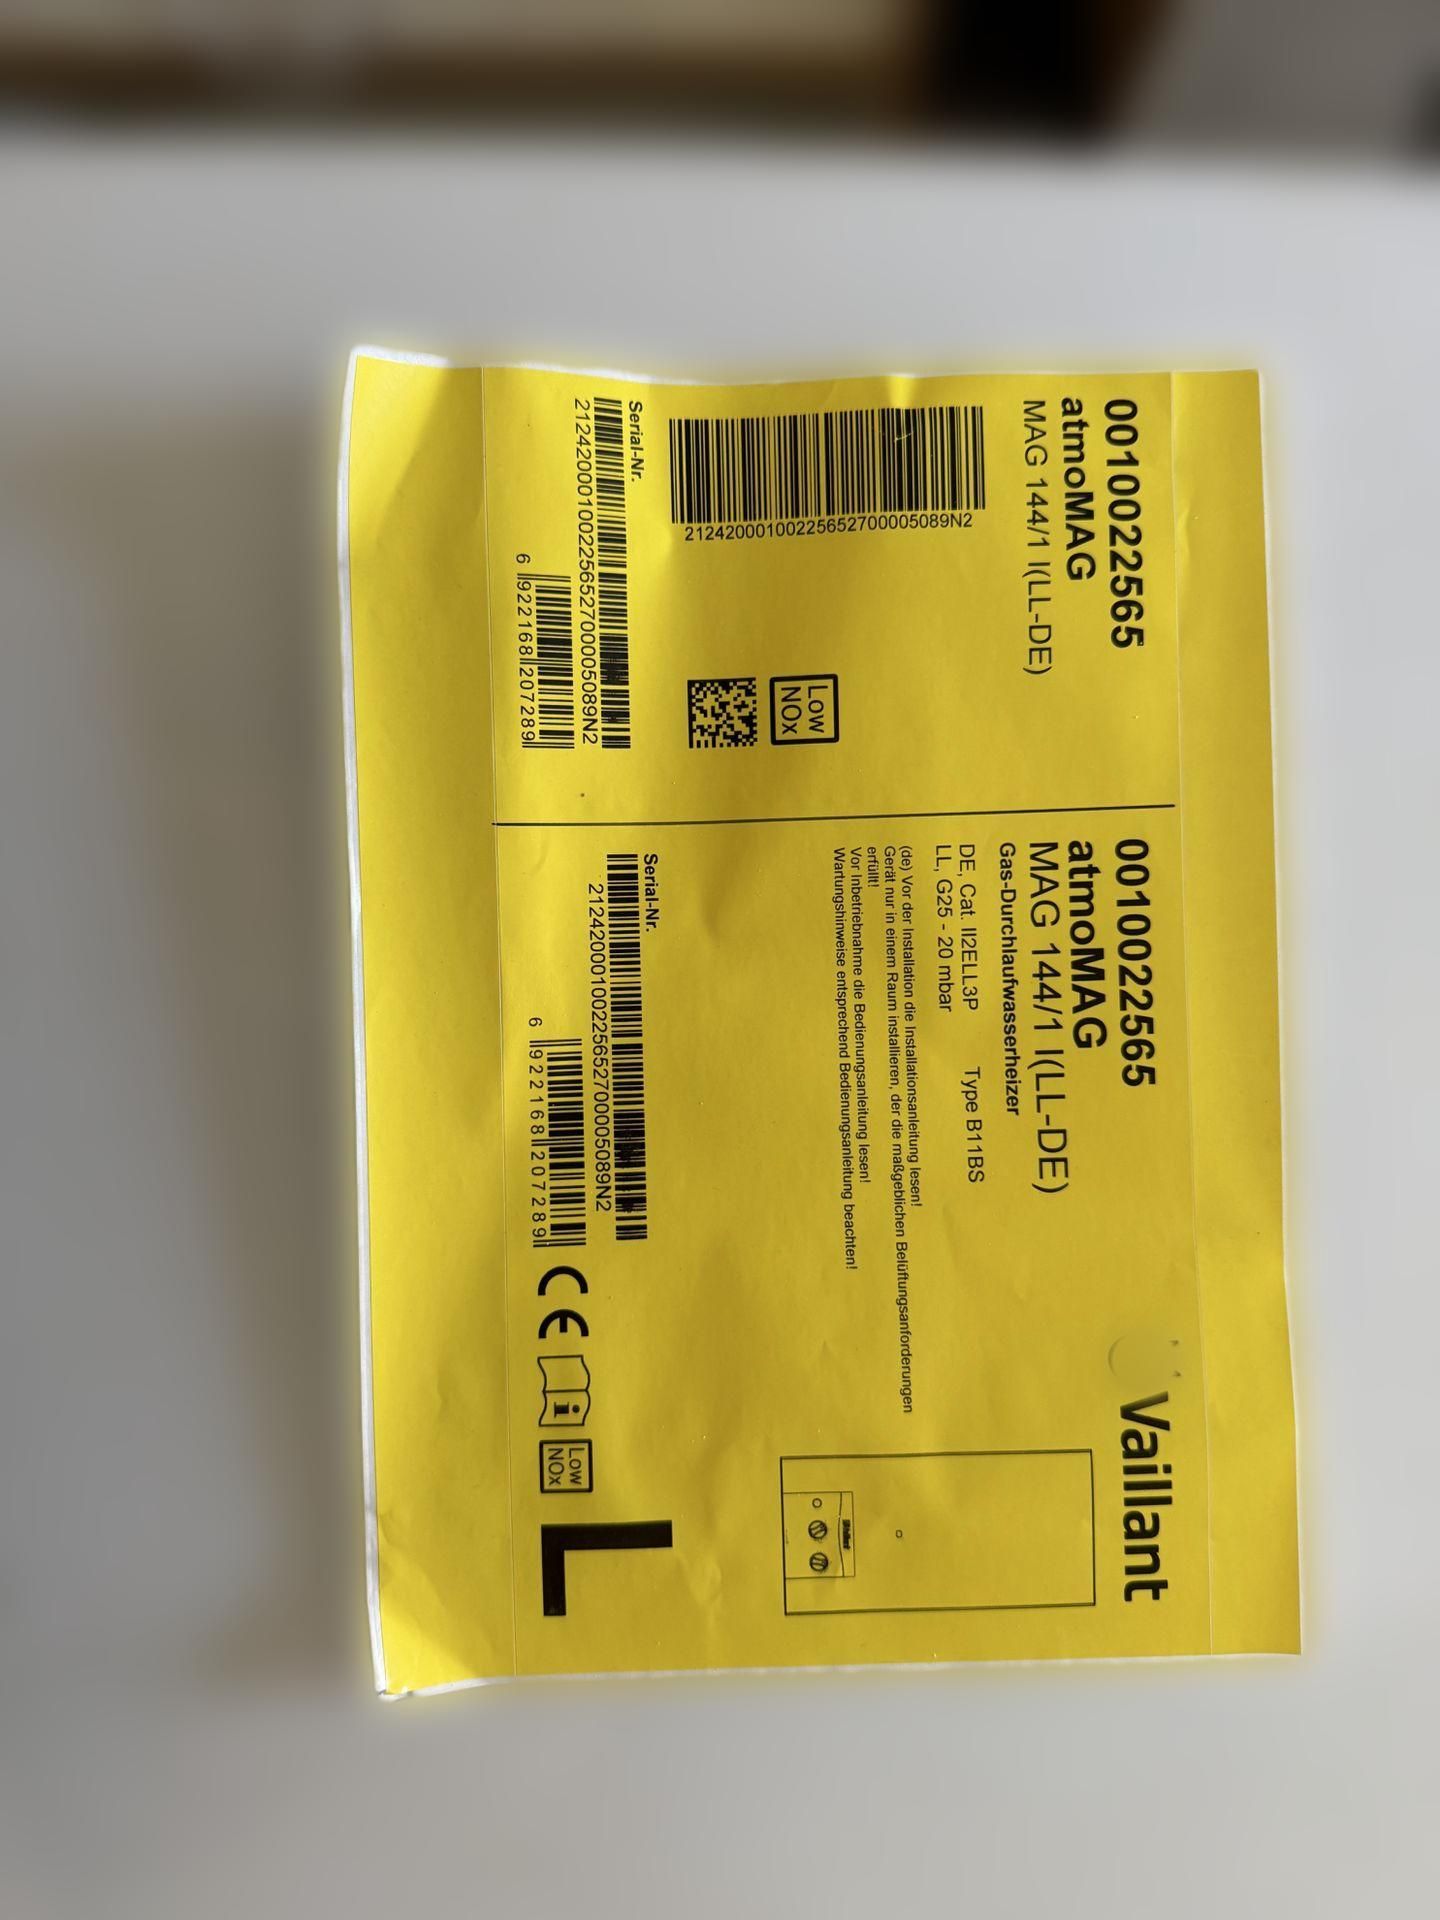 0010022565
atmoMAG
MAG 144/1 I(LL-DE)
21242000100225652700005089N2
Low
NOx
Serial-Nr.
21242000100225652700005089N2
6 922168 207289
0010022565
atmoMAG
MAG 144/1 I(LL-DE)
Gas-Durchlaufwasserheizer
DE, Cat. II2ELL3P Type B11BS
LL, G25 - 20 mbar
(de) Vor der Installation die Installationsanleitung lesen!
Gerät nur in einem Raum installieren, der die maßgeblichen Belüftungsanforderungen
erfüllt!
Vor Inbetriebnahme die Bedienungsanleitung lesen!
Wartungshinweise entsprechend Bedienungsanleitung beachten!
Vaillant
Vaillant
Serial-Nr.
21242000100225652700005089N2
6 922168 207289
CE
i
Low
NOx
L